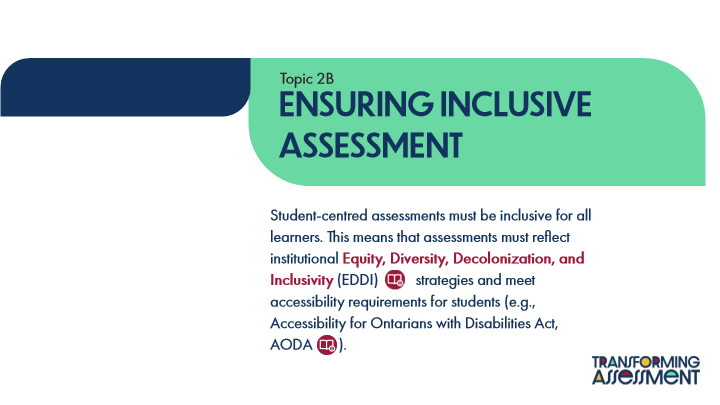 Topic 2B
ENSURING INCLUSIVE
ASSESSMENT
Student-centred assessments must be inclusive for all
learners. This means that assessments must reflect
institutional Equity, Diversity, Decolonization, and
Inclusivity (EDDI) strategies and meet
accessibility requirements for students (e.g.,
Accessibility for Ontarians with Disabilities Act,
AODA ).
TRANSFORMING
ASSESSMENT